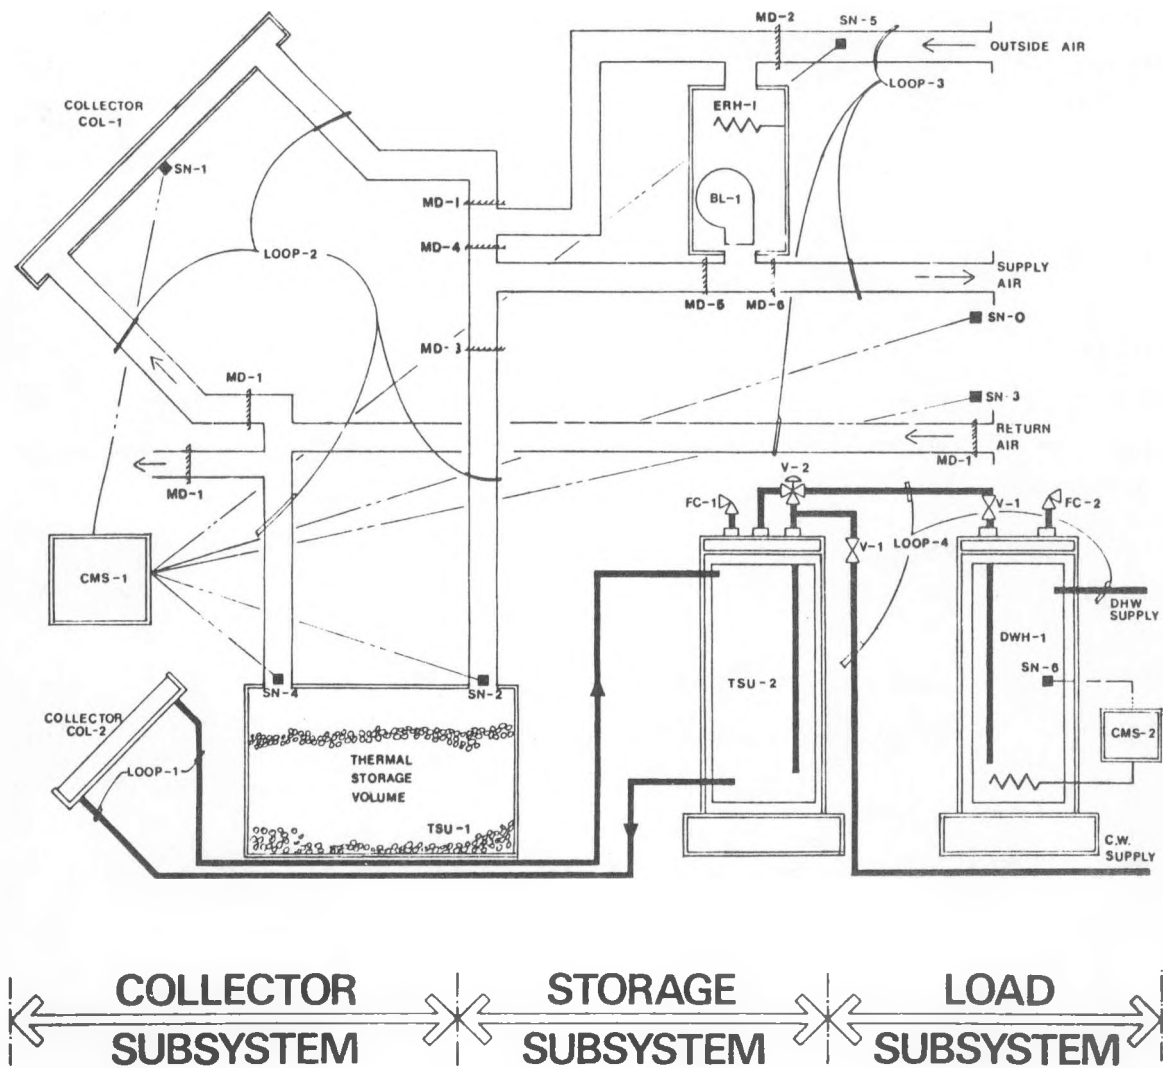 MD-2
SN-5
OUTSIDE AIR
COLLECTOR
COL-1
ERH-1
LOOP-3
SN-1
MD-1
BL-1
MD-4
LOOP-2
SUPPLY
AIR
MD-5
MD-6
SN-0
MD-3
MD-1
SN-3
RETURN
AIR
MD-1
MD-1
V-2
FC-1
V-1
FC-2
V-1
LOOP-4
CMS-1
DHW
SUPPLY
DWH-1
SN-6
TSU-2
SN-4
SN-2
COLLECTOR
COL-2
CMS-2
LOOP-1
THERMAL
STORAGE
VOLUME
TSU-1
C.W.
SUPPLY
COLLECTOR
SUBSYSTEM
STORAGE
SUBSYSTEM
LOAD
SUBSYSTEM